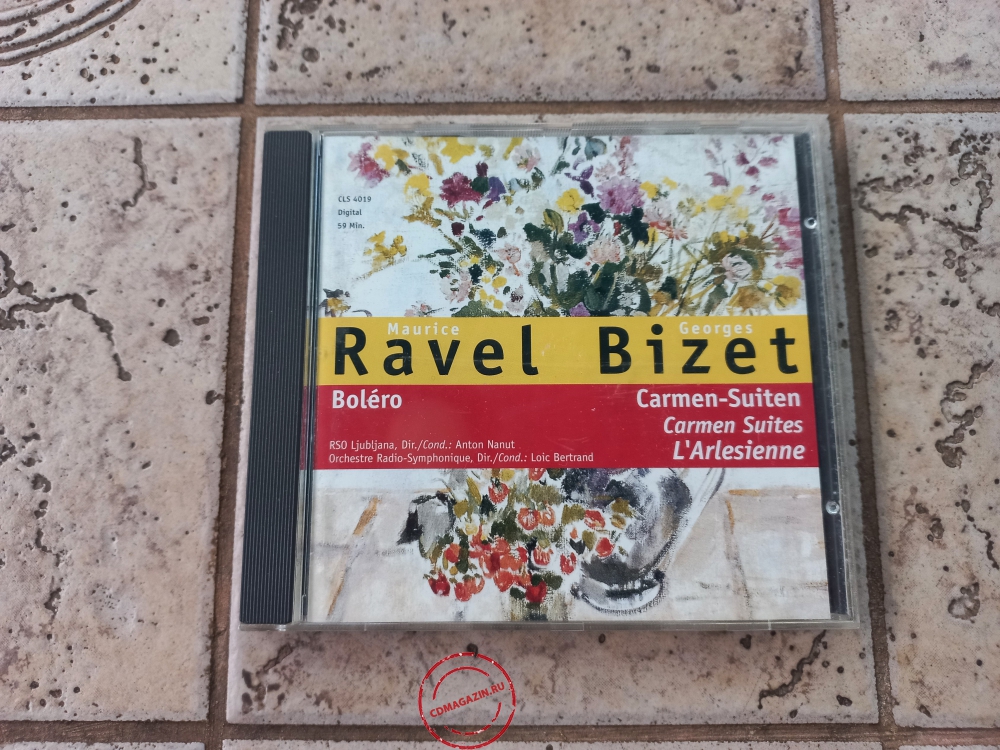 CLS 4019
Digital
59 Min.
Maurice
Ravel
Georges
Bizet
Boléro
Carmen-Suiten
Carmen Suites
L'Arlesienne
RSO Ljubljana, Dir./Cond.: Anton Nanut
Orchestre Radio-Symphonique, Dir./Cond.: Loic Bertrand
CDMAGAZIN.RU